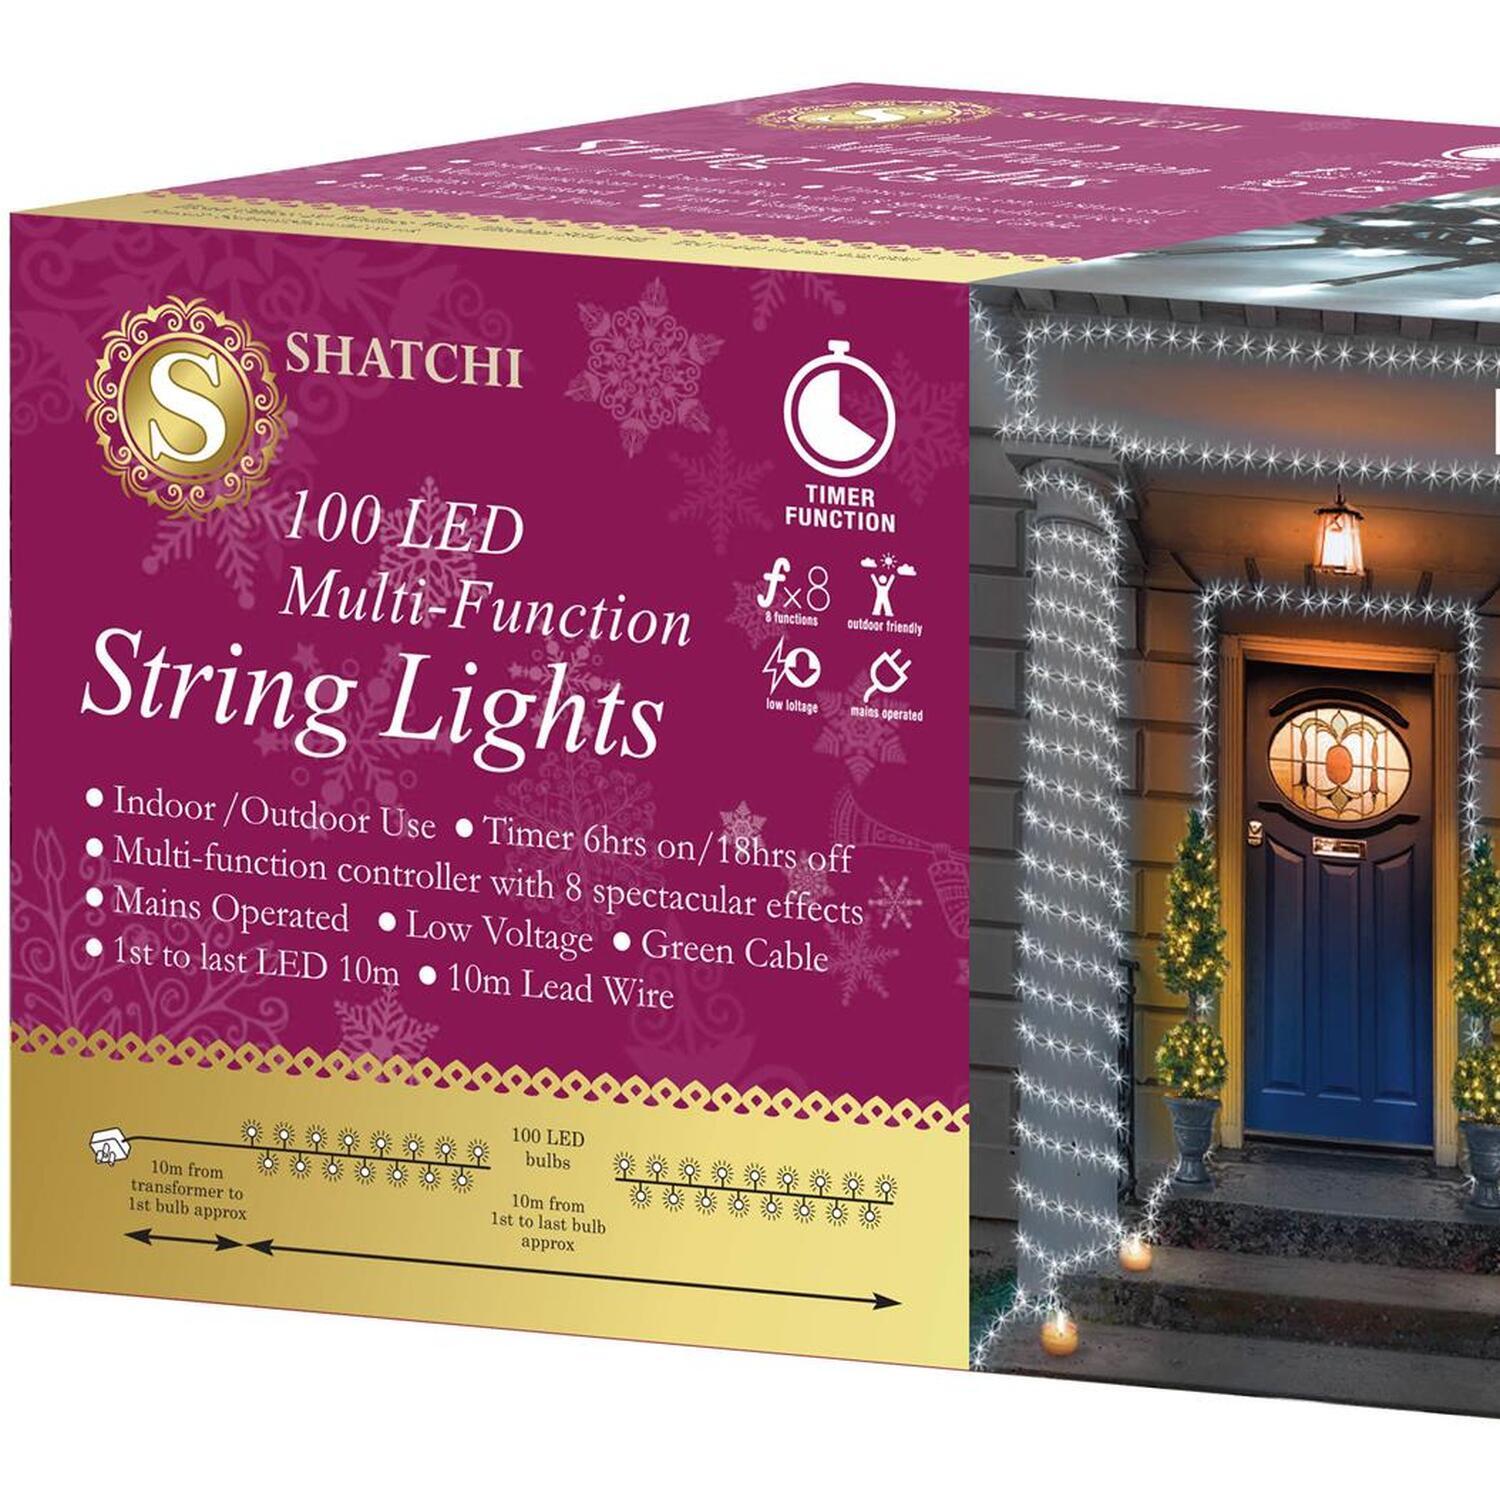 SHATCHI
String Lights
S
SHATCHI
100 LED
Multi-Function
String Lights
TIMER
FUNCTION
fx8
8 functions
outdoor friendly
low loltage
mains operated
• Indoor /Outdoor Use • Timer 6hrs on/18hrs off
• Multi-function controller with 8 spectacular effects
• Mains Operated • Low Voltage • Green Cable
• 1st to last LED 10m • 10m Lead Wire
10m from
transformer to
1st bulb approx
100 LED
bulbs
10m from
1st to last bulb
approx